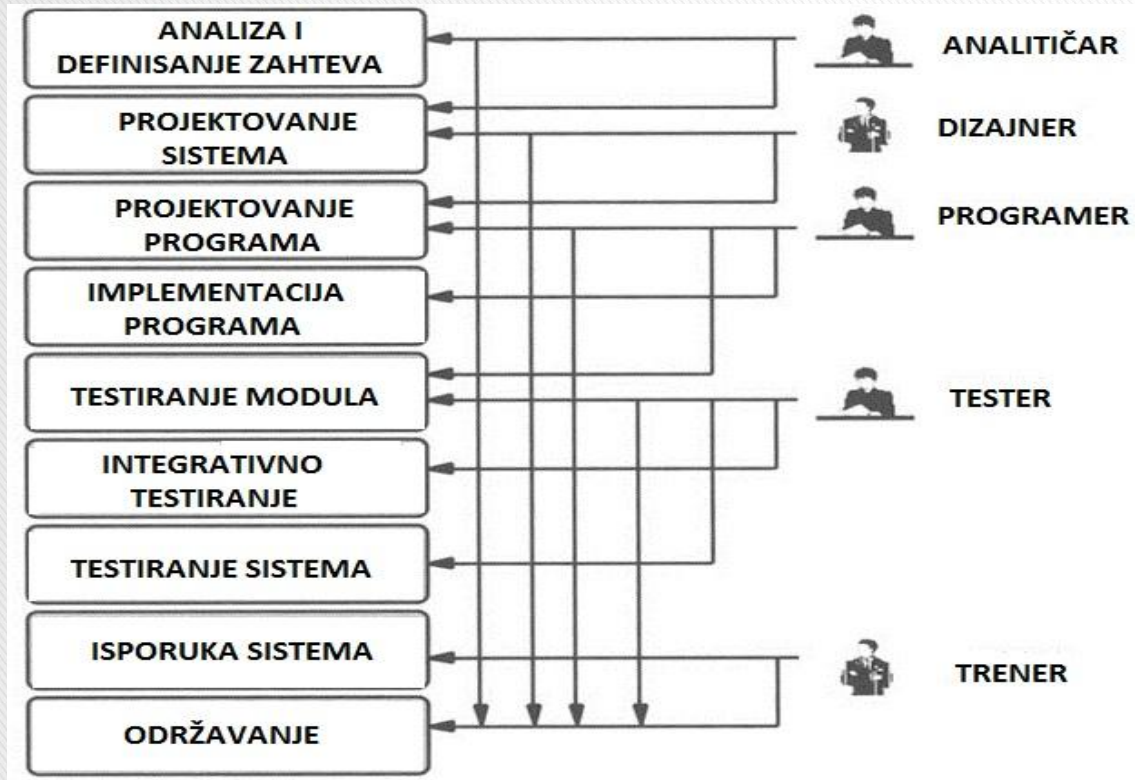 ANALIZA I
DEFINISANJE ZAHTEVA
PROJEKTOVANJE
SISTEMA
PROJEKTOVANJE
PROGRAMA
IMPLEMENTACIJA
PROGRAMA
TESTIRANJE MODULA
INTEGRATIVNO
TESTIRANJE
TESTIRANJE SISTEMA
ISPORUKA SISTEMA
ODRŽAVANJE
ANALITIČAR
DIZAJNER
PROGRAMER
TESTER
TRENER